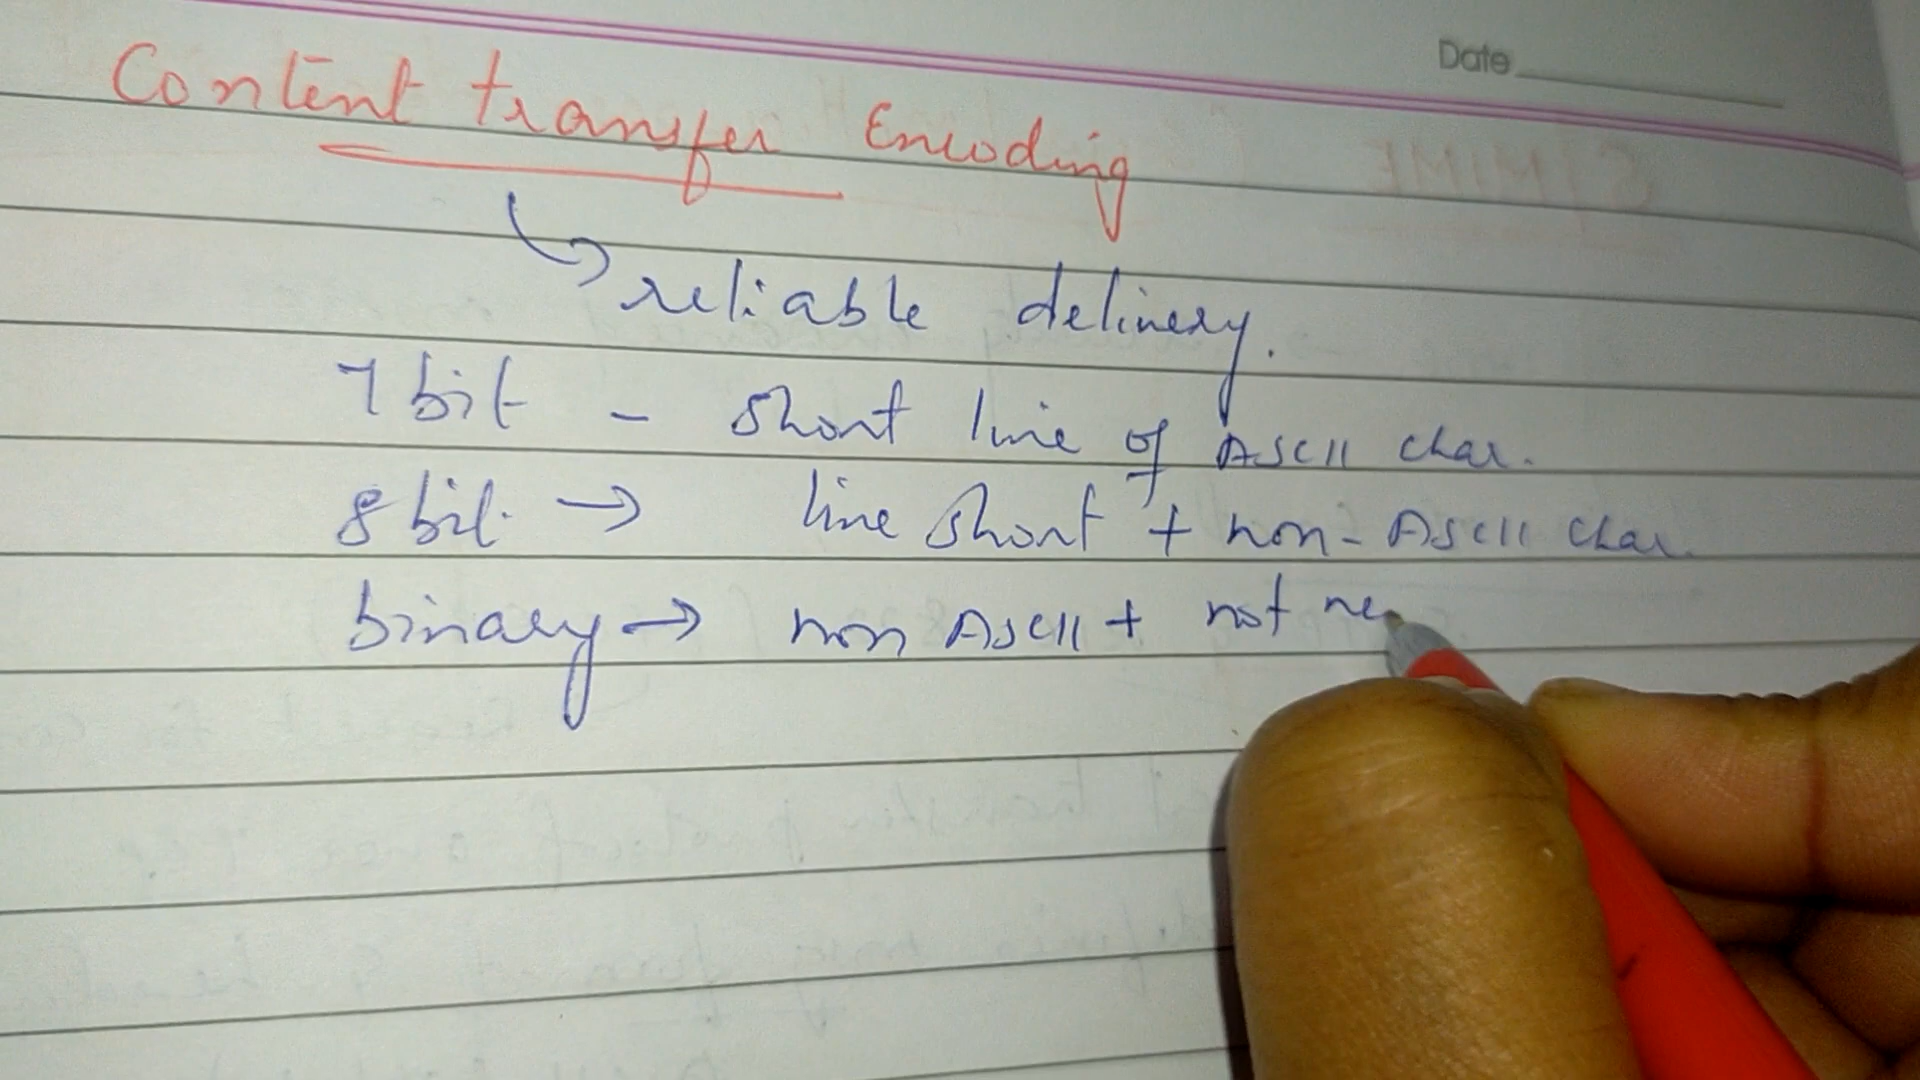 Date
Content transfer Encoding
reliable delivery.
7 bit - short line of ASCII char.
8 bit. → line short + non-ASCII char.
binary → non ASCII + not ne